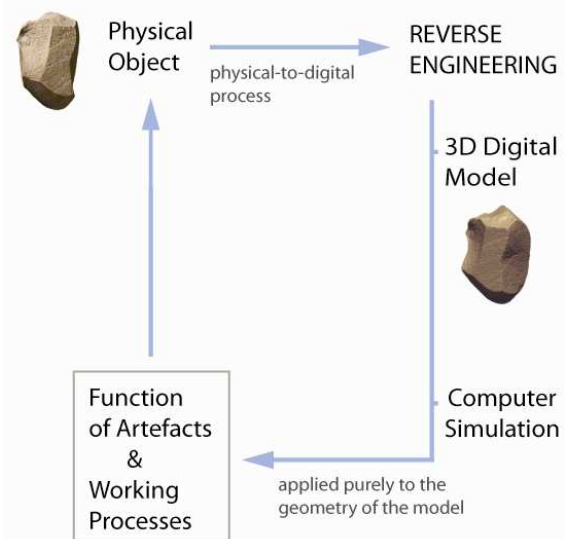 Physical
Object
physical-to-digital
process
REVERSE
ENGINEERING
3D Digital
Model
Computer
Simulation
applied purely to the
geometry of the model
Function
of Artefacts
&
Working
Processes